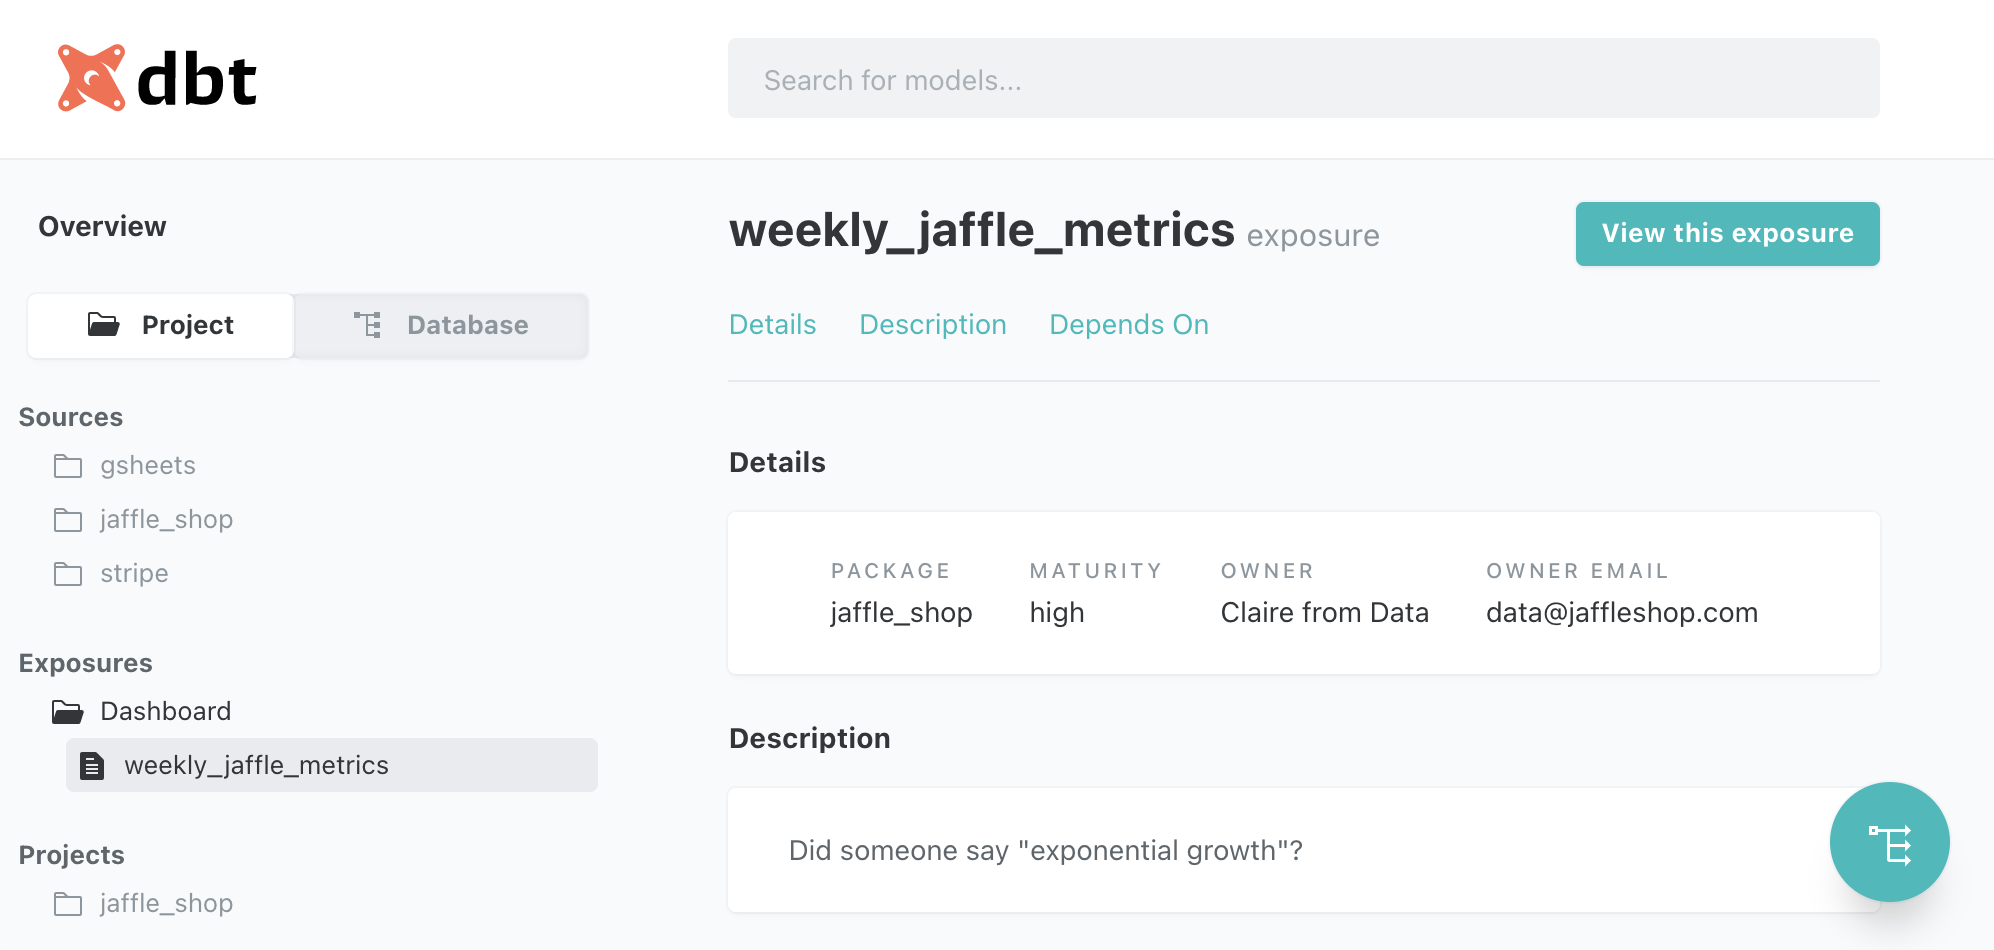 dbt
Search for models...
Overview
Project
Database
Sources
gsheets
jaffle_shop
stripe
Exposures
Dashboard
weekly_jaffle_metrics
Projects
jaffle_shop
weekly_jaffle_metrics exposure
View this exposure
Details Description Depends On
Details
PACKAGE MATURITY OWNER OWNER EMAIL
jaffle_shop high Claire from Data data@jaffleshop.com
Description
Did someone say "exponential growth"?